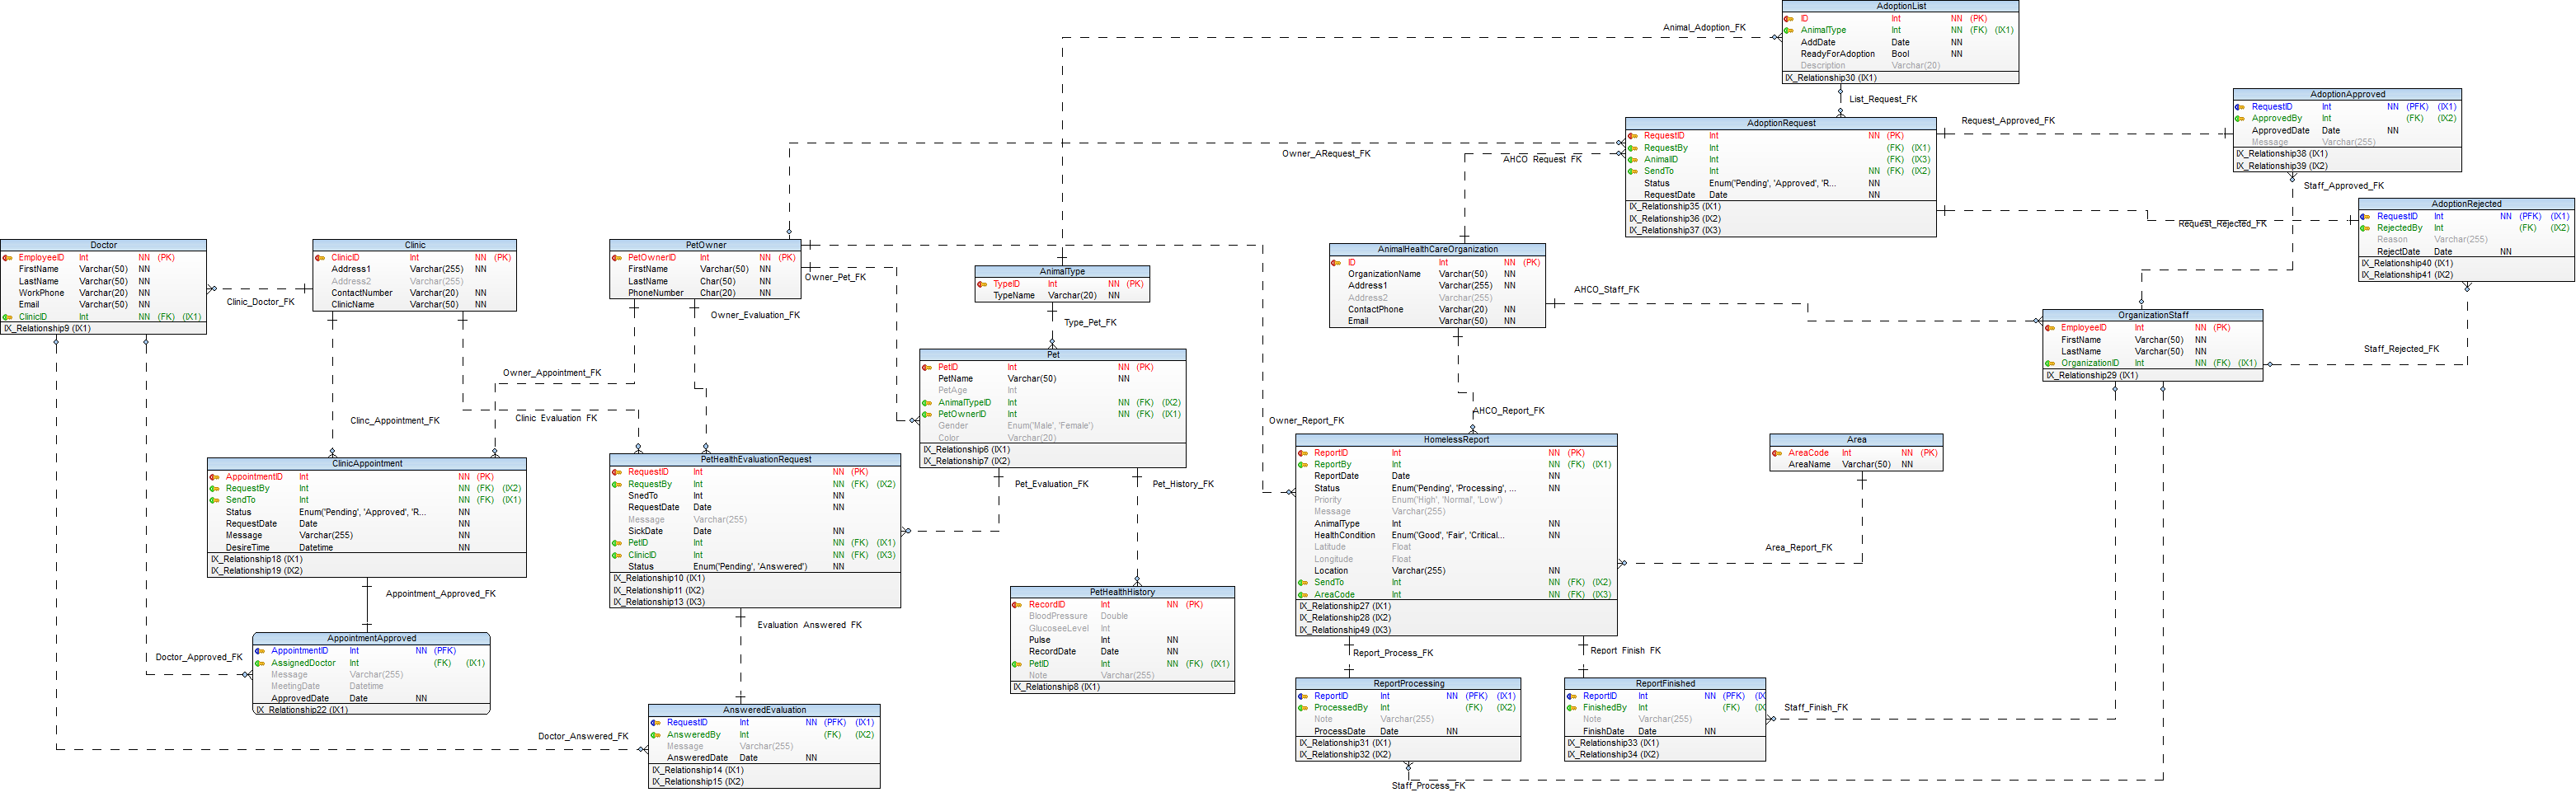 AdoptionList
ID Int NN (PK)
AnimalType Int NN (FK) (IX1)
AddDate Date NN
ReadyForAdoption Bool NN
Description Varchar(20)
IX_Relationship30 (IX1)
Animal_Adoption_FK
List_Request_FK
AdoptionApproved
RequestID Int NN (PFK) (IX1)
ApprovedBy Int (FK) (IX2)
ApprovedDate Date NN
Message Varchar(255)
IX_Relationship38 (IX1)
IX_Relationship39 (IX2)
AdoptionRequest
RequestID Int NN (PK)
RequestBy Int (FK) (IX1)
AnimalID Int (FK) (IX3)
SendTo Int NN (FK) (IX2)
Status Enum('Pending', 'Approved', 'R... NN
RequestDate Date NN
IX_Relationship35 (IX1)
IX_Relationship36 (IX2)
IX_Relationship37 (IX3)
Request_Approved_FK
Owner_ARequest_FK
AHCO_Request_FK
Staff_Approved_FK
AdoptionRejected
RequestID Int NN (PFK) (IX1)
RejectedBy Int (FK) (IX2)
Reason Varchar(255)
RejectDate Date NN
IX_Relationship40 (IX1)
IX_Relationship41 (IX2)
Request_Rejected_FK
Doctor
EmployeeID Int NN (PK)
FirstName Varchar(50) NN
LastName Varchar(50) NN
WorkPhone Varchar(20) NN
Email Varchar(50) NN
ClinicID Int NN (FK) (IX1)
IX_Relationship9 (IX1)
Clinic_Doctor_FK
Clinic
ClinicID Int NN (PK)
Address1 Varchar(255) NN
Address2 Varchar(255)
ContactNumber Varchar(20) NN
ClinicName Varchar(50) NN
PetOwner
PetOwnerID Int NN (PK)
FirstName Varchar(50) NN
LastName Char(50) NN
PhoneNumber Char(20) NN
Owner_Pet_FK
Owner_Evaluation_FK
AnimalType
TypeID Int NN (PK)
TypeName Varchar(20) NN
Type_Pet_FK
AnimalHealthCareOrganization
ID Int NN (PK)
OrganizationName Varchar(50) NN
Address1 Varchar(255) NN
Address2 Varchar(255)
ContactPhone Varchar(20) NN
Email Varchar(50) NN
AHCO_Staff_FK
OrganizationStaff
EmployeeID Int NN (PK)
FirstName Varchar(50) NN
LastName Varchar(50) NN
OrganizationID Int NN (FK) (IX1)
IX_Relationship29 (IX1)
Staff_Rejected_FK
Pet
PetID Int NN (PK)
PetName Varchar(50) NN
PetAge Int
AnimalTypeID Int NN (FK) (IX2)
PetOwnerID Int NN (FK) (IX1)
Gender Enum('Male', 'Female')
Color Varchar(20)
IX_Relationship6 (IX1)
IX_Relationship7 (IX2)
Owner_Appointment_FK
Clinc_Appointment_FK
Clinic_Evaluation_FK
AHCO_Report_FK
Owner_Report_FK
ClinicAppointment
AppointmentID Int NN (PK)
RequestBy Int NN (FK) (IX2)
SendTo Int NN (FK) (IX1)
Status Enum('Pending', 'Approved', 'R... NN
RequestDate Date NN
Message Varchar(255) NN
DesireTime Datetime NN
IX_Relationship18 (IX1)
IX_Relationship19 (IX2)
PetHealthEvaluationRequest
RequestID Int NN (PK)
RequestBy Int NN (FK) (IX2)
SnedTo Int NN
RequestDate Date NN
Message Varchar(255)
SickDate Date NN
PetID Int NN (FK) (IX1)
ClinicID Int NN (FK) (IX3)
Status Enum('Pending', 'Answered') NN
IX_Relationship10 (IX1)
IX_Relationship11 (IX2)
IX_Relationship13 (IX3)
Pet_Evaluation_FK
Pet_History_FK
HomelessReport
ReportID Int NN (PK)
ReportBy Int NN (FK) (IX1)
ReportDate Date NN
Status Enum('Pending', 'Processing', ... NN
Priority Enum('High', 'Normal', 'Low')
Message Varchar(255)
AnimalType Int NN
HealthCondition Enum('Good', 'Fair', 'Critical... NN
Latitude Float
Longitude Float
Location Varchar(255) NN
SendTo Int NN (FK) (IX2)
AreaCode Int NN (FK) (IX3)
IX_Relationship27 (IX1)
IX_Relationship28 (IX2)
IX_Relationship49 (IX3)
Area
AreaCode Int NN (PK)
AreaName Varchar(50) NN
Area_Report_FK
Appointment_Approved_FK
PetHealthHistory
RecordID Int NN (PK)
BloodPressure Double
GlucoseeLevel Int
Pulse Int NN
RecordDate Date NN
PetID Int NN (FK) (IX1)
Note Varchar(255)
IX_Relationship8 (IX1)
Evaluation_Answered_FK
AppointmentApproved
AppointmentID Int NN (PFK)
AssignedDoctor Int (FK) (IX1)
Message Varchar(255)
MeetingDate Datetime
ApprovedDate Date NN
IX_Relationship22 (IX1)
Doctor_Approved_FK
Doctor_Answered_FK
AnsweredEvaluation
RequestID Int NN (PFK) (IX1)
AnsweredBy Int (FK) (IX2)
Message Varchar(255)
AnsweredDate Date NN
IX_Relationship14 (IX1)
IX_Relationship15 (IX2)
Report_Process_FK
Report_Finish_FK
ReportProcessing
ReportID Int NN (PFK) (IX1)
ProcessedBy Int (FK) (IX2)
Note Varchar(255)
ProcessDate Date NN
IX_Relationship31 (IX1)
IX_Relationship32 (IX2)
ReportFinished
ReportID Int NN (PFK) (IX
FinishedBy Int (FK) (IX
Note Varchar(255)
FinishDate Date NN
IX_Relationship33 (IX1)
IX_Relationship34 (IX2)
Staff_Finish_FK
Staff_Process_FK